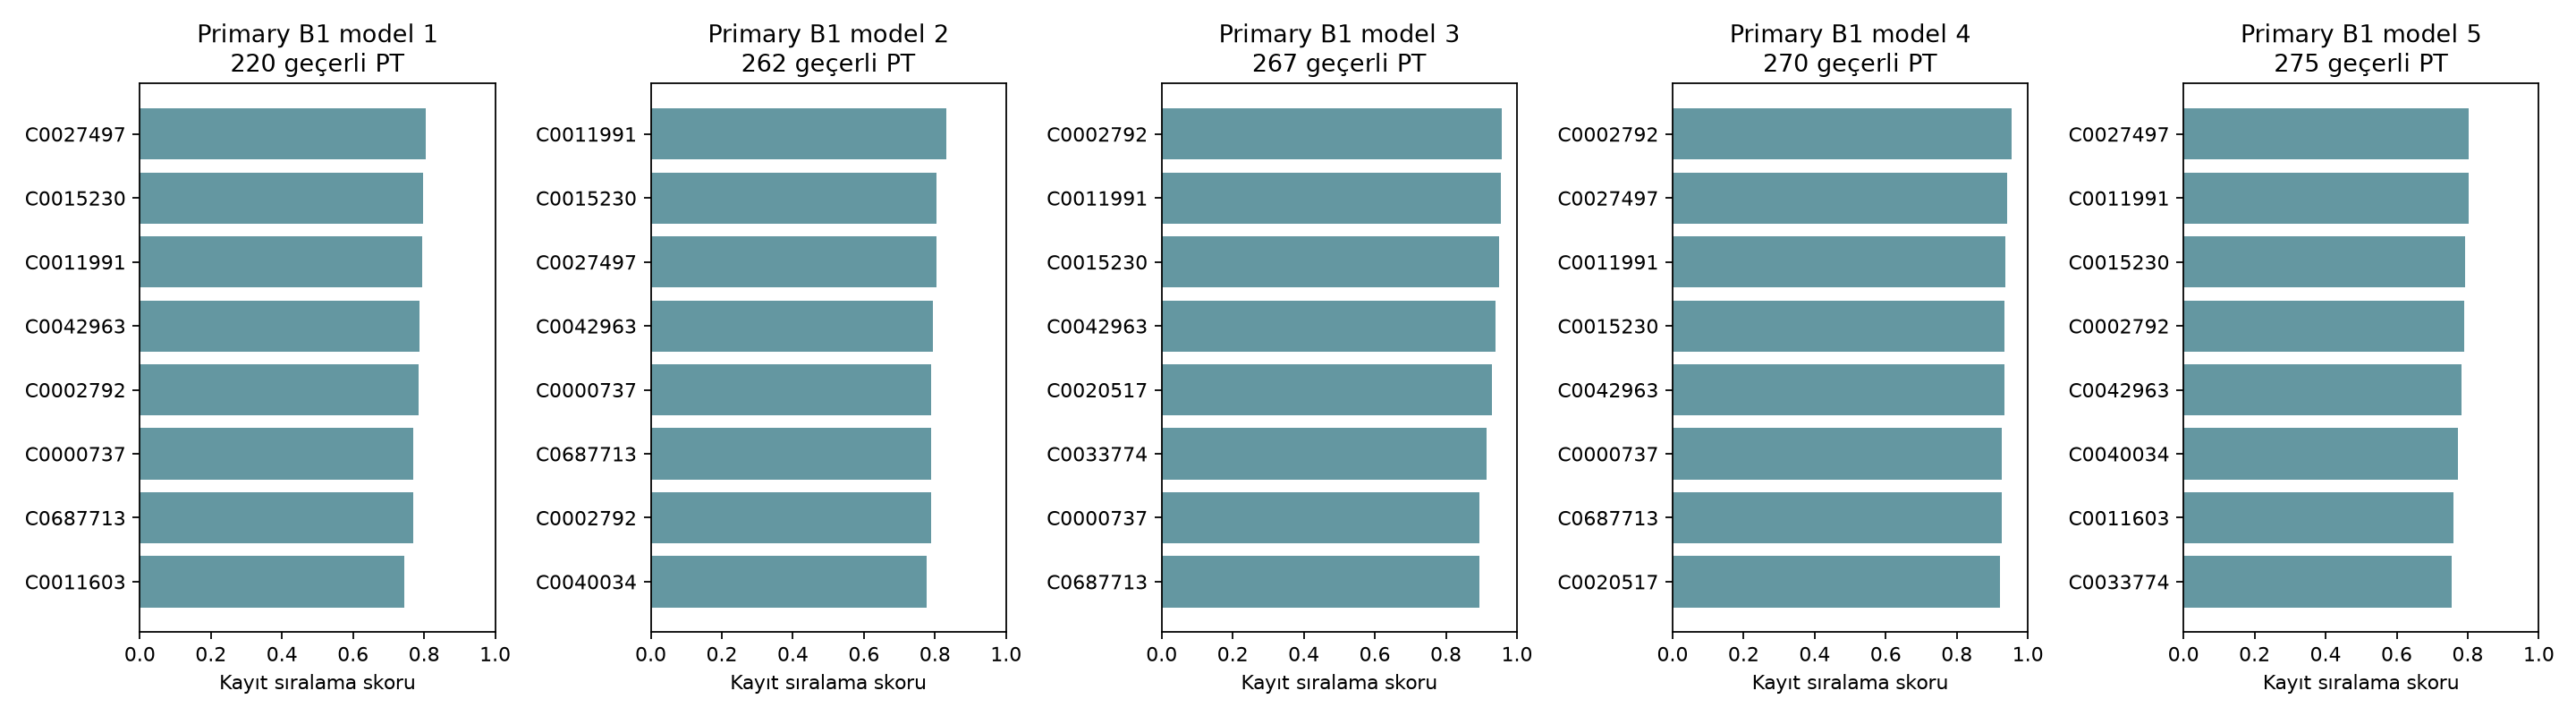 Primary B1 model 1
220 geçerli PT
C0027497
C0015230
C0011991
C0042963
C0002792
C0000737
C0687713
C0011603
0.0 0.2 0.4 0.6 0.8 1.0
Kayıt sıralama skoru
Primary B1 model 2
262 geçerli PT
C0011991
C0015230
C0027497
C0042963
C0000737
C0687713
C0002792
C0040034
0.0 0.2 0.4 0.6 0.8 1.0
Kayıt sıralama skoru
Primary B1 model 3
267 geçerli PT
C0002792
C0011991
C0015230
C0042963
C0020517
C0033774
C0000737
C0687713
0.0 0.2 0.4 0.6 0.8 1.0
Kayıt sıralama skoru
Primary B1 model 4
270 geçerli PT
C0002792
C0027497
C0011991
C0015230
C0042963
C0000737
C0687713
C0020517
0.0 0.2 0.4 0.6 0.8 1.0
Kayıt sıralama skoru
Primary B1 model 5
275 geçerli PT
C0027497
C0011991
C0015230
C0002792
C0042963
C0040034
C0011603
C0033774
0.0 0.2 0.4 0.6 0.8 1.0
Kayıt sıralama skoru